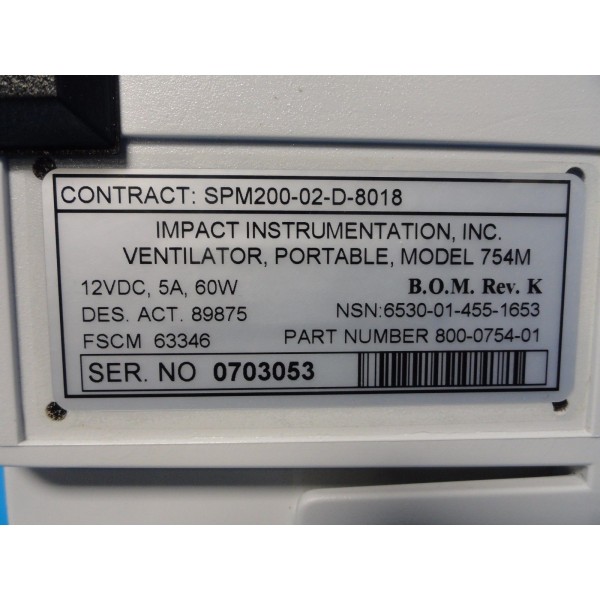 CONTRACT: SPM200-02-D-8018
IMPACT INSTRUMENTATION, INC.
VENTILATOR, PORTABLE, MODEL 754M
12VDC, 5A, 60W B.O.M. Rev. K
DES. ACT. 89875 NSN:6530-01-455-1653
FSCM 63346 PART NUMBER 800-0754-01
SER. NO 0703053